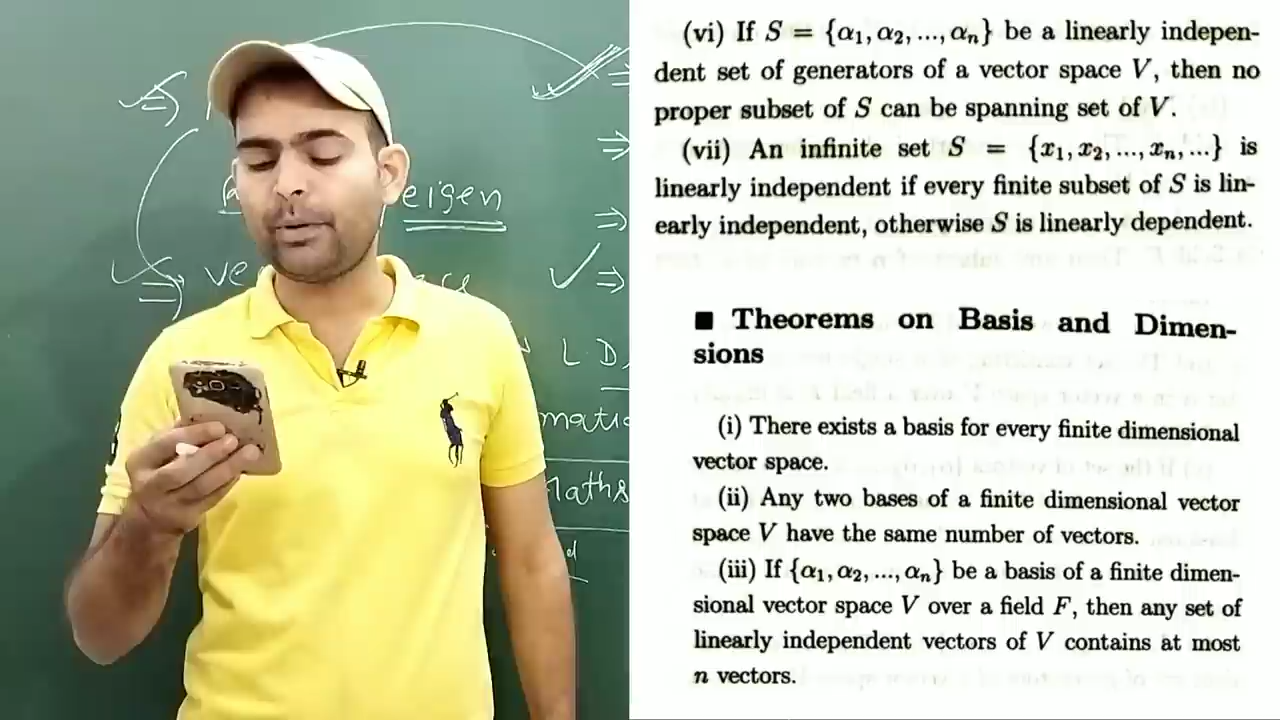 eigen
L. D.
(vi) If S = {α₁, α₂, ..., αₙ} be a linearly indepen-
dent set of generators of a vector space V, then no
proper subset of S can be spanning set of V.
(vii) An infinite set S = {x₁, x₂, ..., xₙ, ...} is
linearly independent if every finite subset of S is lin-
early independent, otherwise S is linearly dependent.
■ Theorems on Basis and Dimen-
sions
(i) There exists a basis for every finite dimensional
vector space.
(ii) Any two bases of a finite dimensional vector
space V have the same number of vectors.
(iii) If {α₁, α₂, ..., αₙ} be a basis of a finite dimen-
sional vector space V over a field F, then any set of
linearly independent vectors of V contains at most
n vectors.